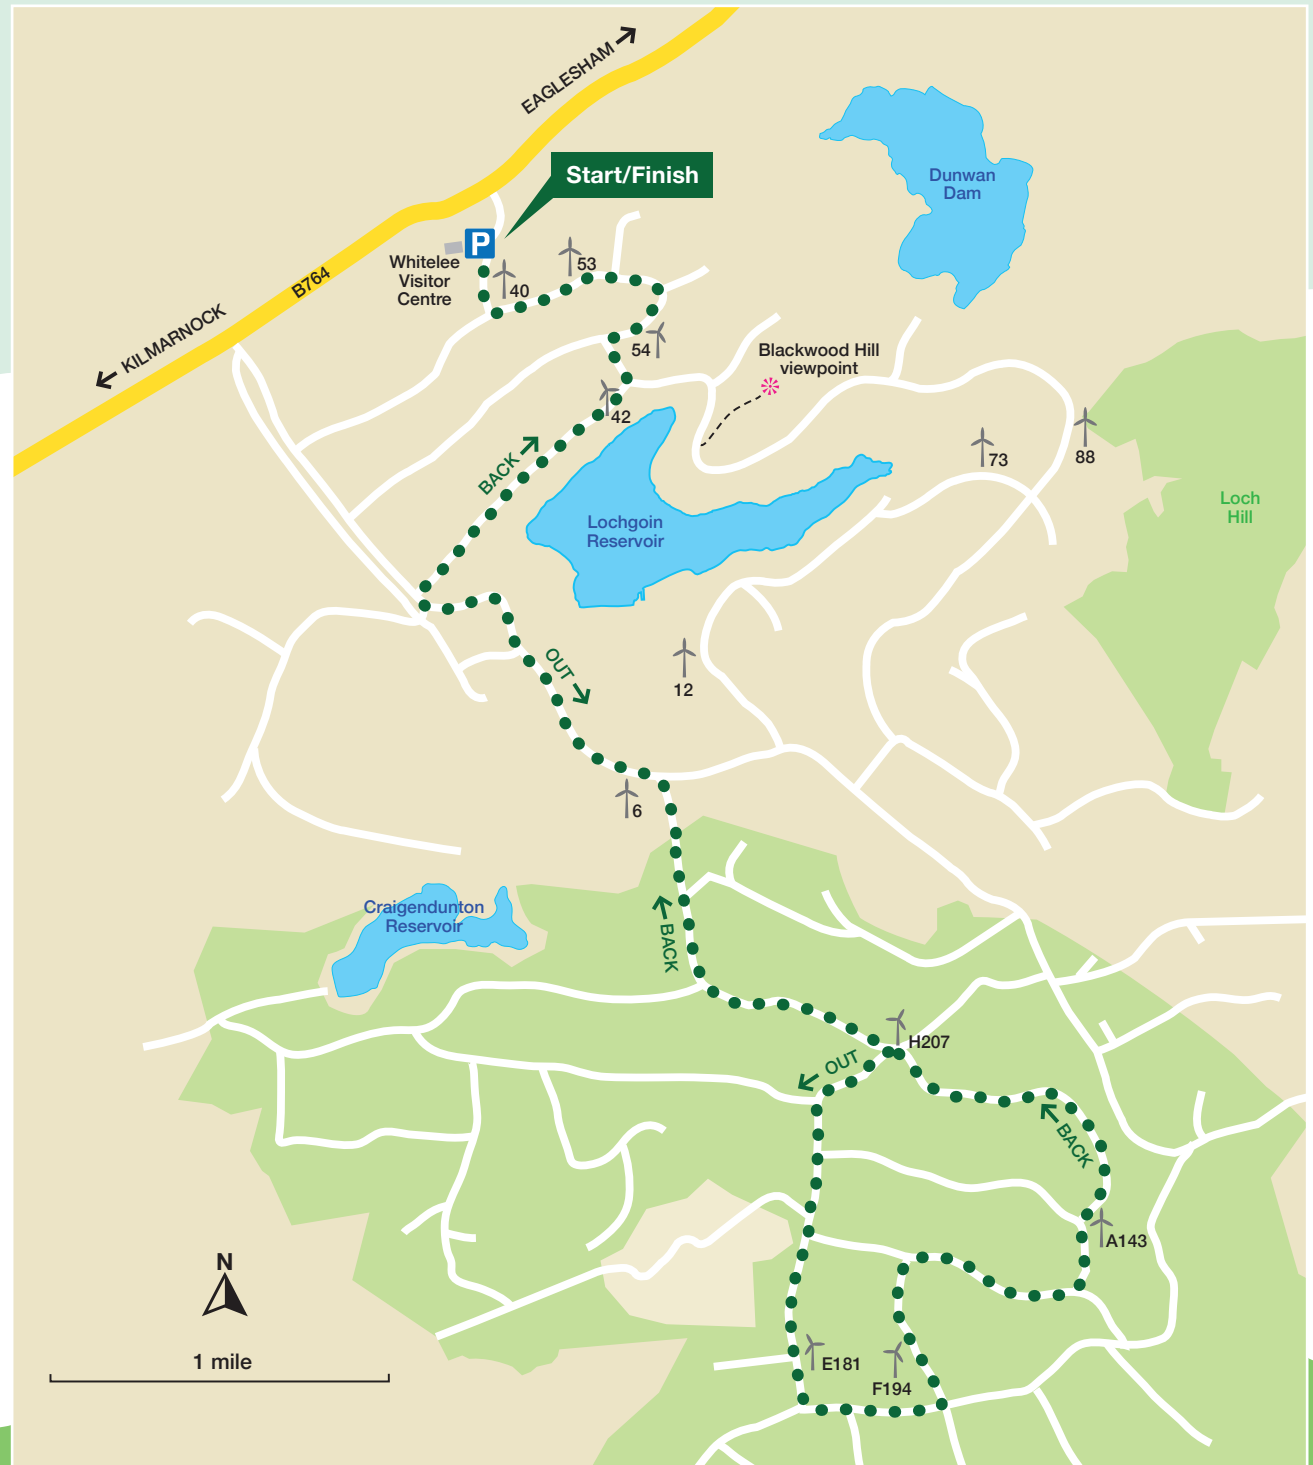 EAGLESHAM
Start/Finish
Dunwan
Dam
P
Whitelee
Visitor
Centre
53
40
B764
KILMARNOCK
54
Blackwood Hill
viewpoint
42
73
88
BACK
Loch
Hill
Lochgoin
Reservoir
OUT
12
6
Craigendunton
Reservoir
BACK
H207
OUT
BACK
A143
N
1 mile
E181
F194